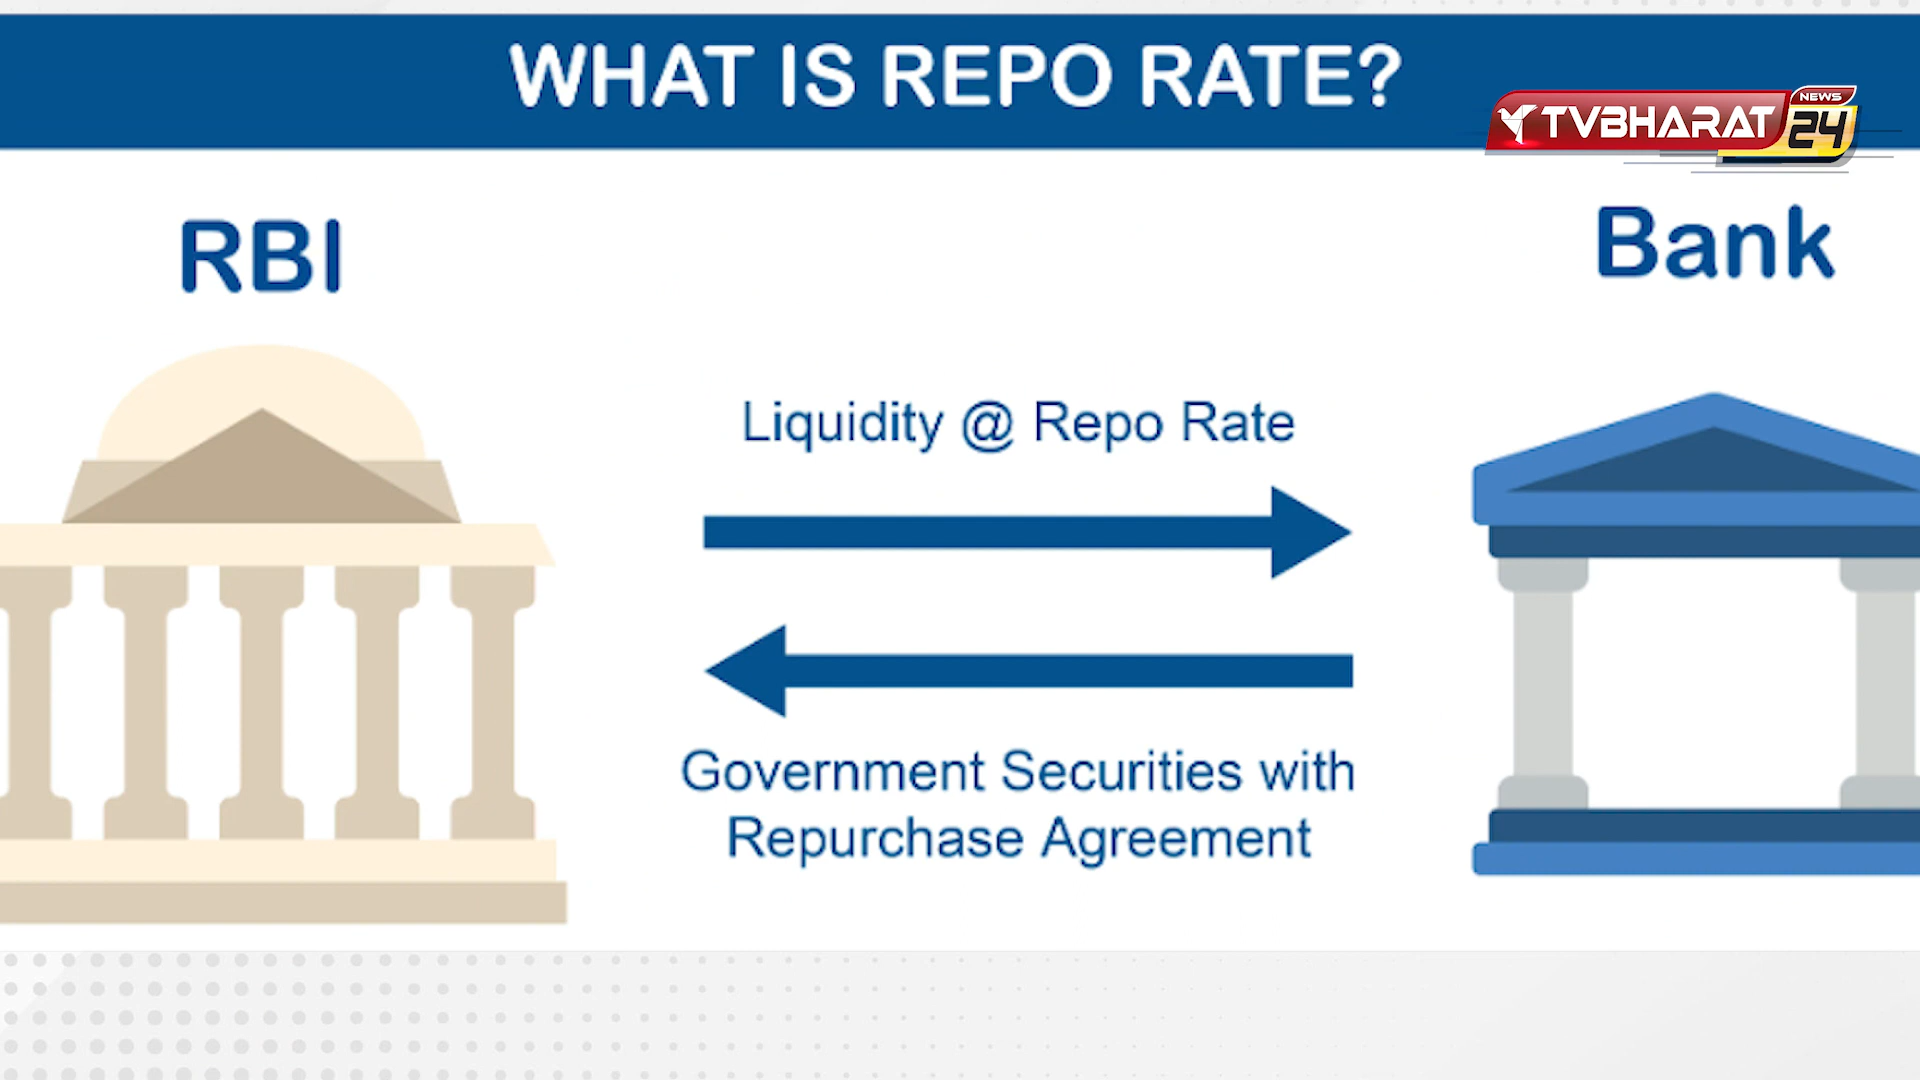 WHAT IS REPO RATE?
NEWS
TVBHARAT 24
RBI
Bank
Liquidity @ Repo Rate
Government Securities with
Repurchase Agreement